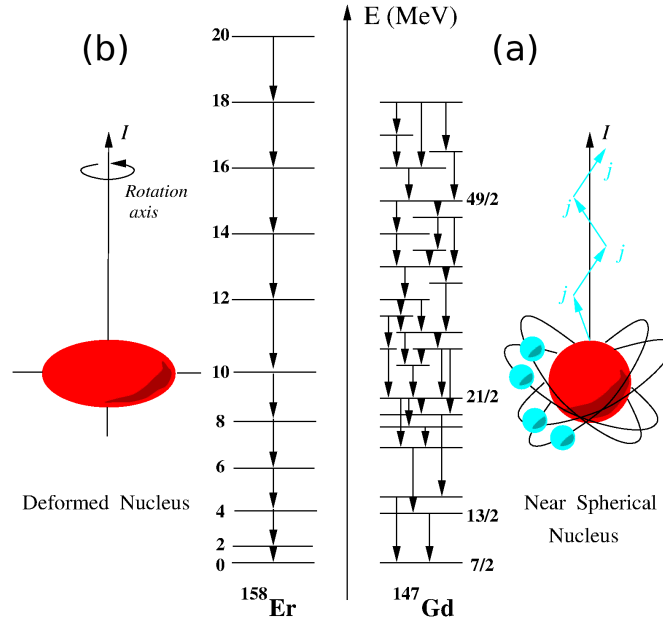 (b)
E (MeV)
(a)
20
18
16
14
12
10
8
6
4
2
0
I
Rotation
axis
Deformed Nucleus
158Er
49/2
21/2
13/2
7/2
147Gd
I
j
j
j
j
Near Spherical
Nucleus